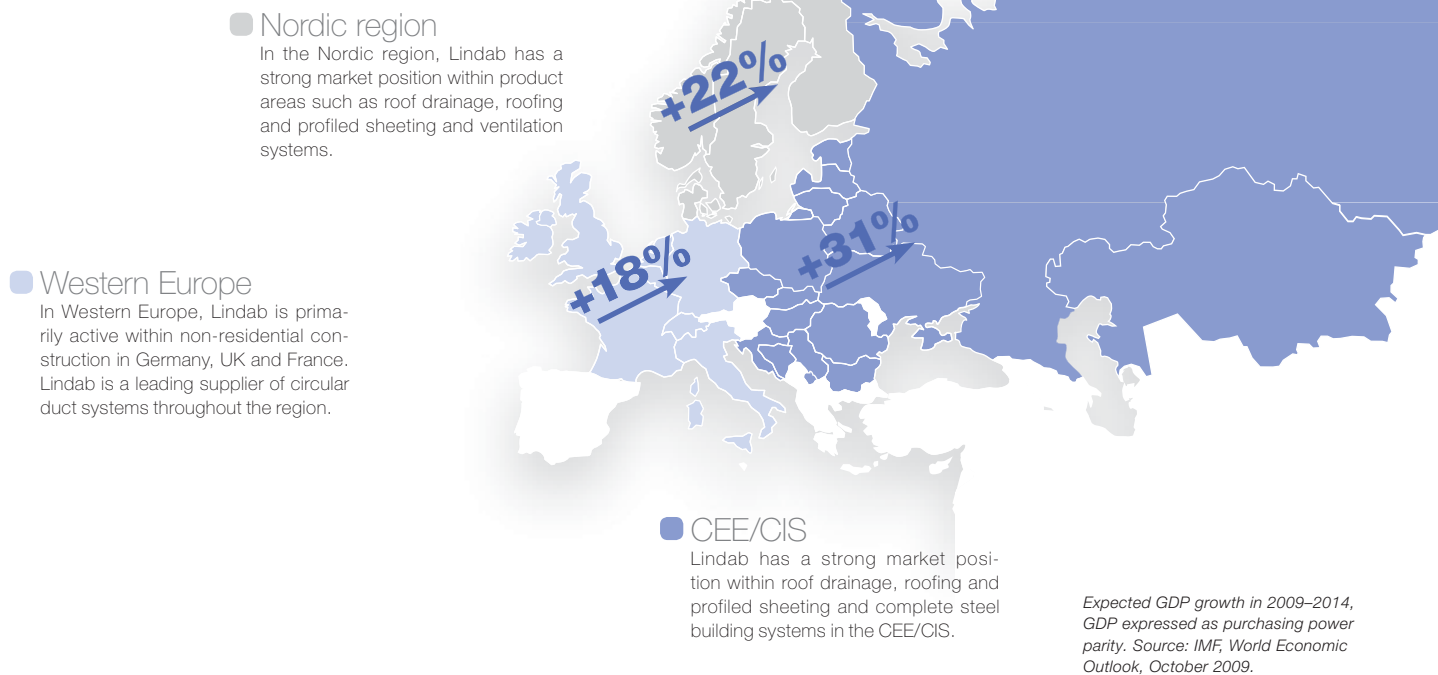 Nordic region
In the Nordic region, Lindab has a
strong market position within product
areas such as roof drainage, roofing
and profiled sheeting and ventilation
systems.
+22%
Western Europe
In Western Europe, Lindab is prima-
rily active within non-residential con-
struction in Germany, UK and France.
Lindab is a leading supplier of circular
duct systems throughout the region.
+18%
+31%
CEE/CIS
Lindab has a strong market posi-
tion within roof drainage, roofing and
profiled sheeting and complete steel
building systems in the CEE/CIS.
Expected GDP growth in 2009–2014,
GDP expressed as purchasing power
parity. Source: IMF, World Economic
Outlook, October 2009.